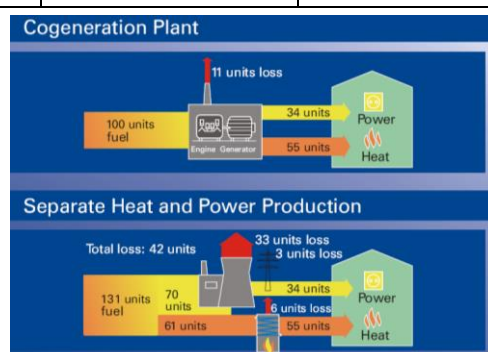 Cogeneration Plant
11 units loss
100 units
fuel
Engine Generator
34 units
55 units
Power
Heat
Separate Heat and Power Production
Total loss: 42 units
33 units loss
3 units loss
131 units
fuel
70
units
61 units
34 units
6 units loss
55 units
Power
Heat